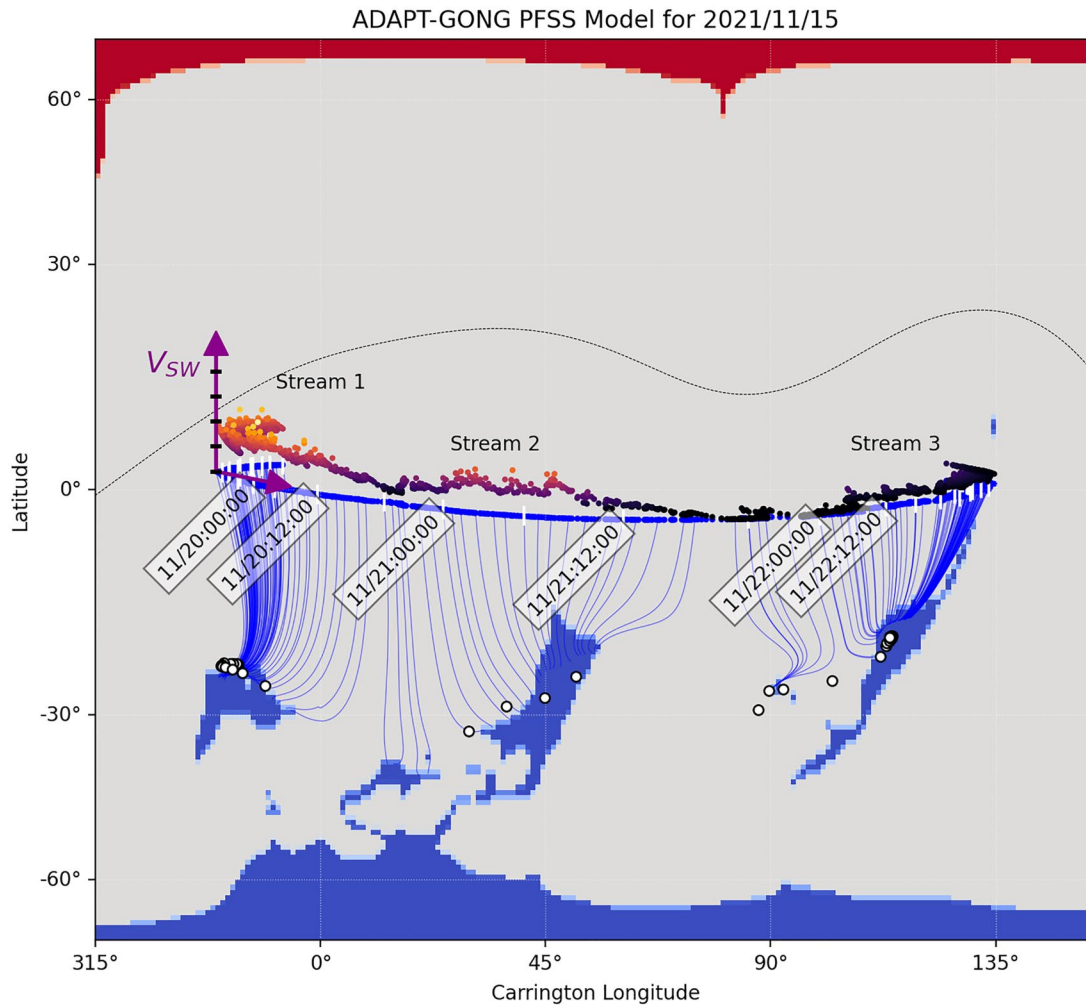 ADAPT-GONG PFSS Model for 2021/11/15
60°
30°
V_SW
Stream 1
Stream 2
Stream 3
0°
11/20:00:00
11/20:12:00
11/21:00:00
11/21:12:00
11/22:00:00
11/22:12:00
Latitude
-30°
-60°
315°
0°
45°
90°
135°
Carrington Longitude